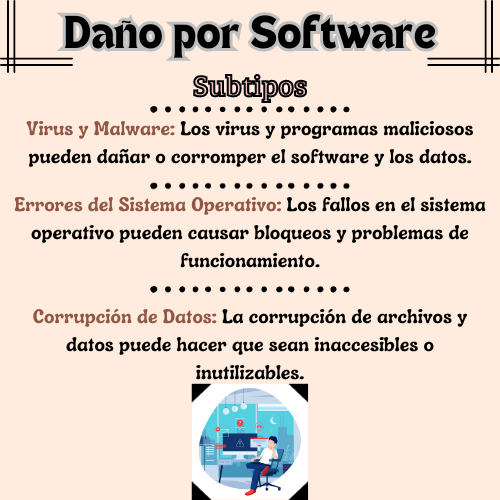 Daño por Software
Subtipos
Virus y Malware: Los virus y programas maliciosos
pueden dañar o corromper el software y los datos.
Errores del Sistema Operativo: Los fallos en el sistema
operativo pueden causar bloqueos y problemas de
funcionamiento.
Corrupción de Datos: La corrupción de archivos y
datos puede hacer que sean inaccesibles o
inutilizables.